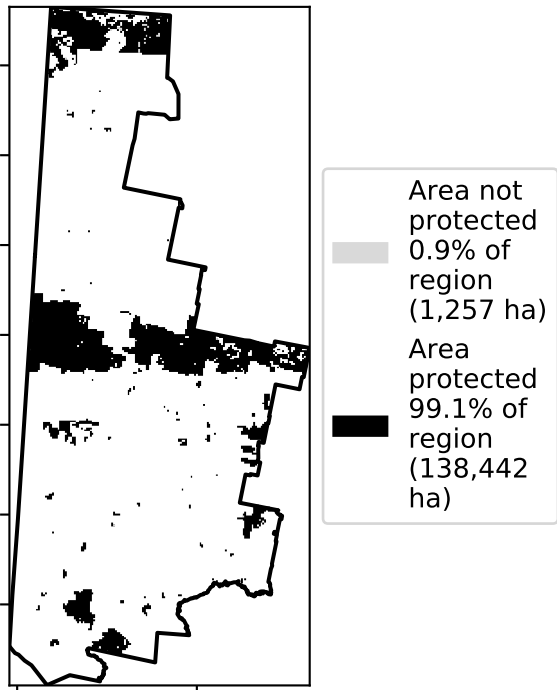 Area not
protected
0.9% of
region
(1,257 ha)
Area
protected
99.1% of
region
(138,442
ha)